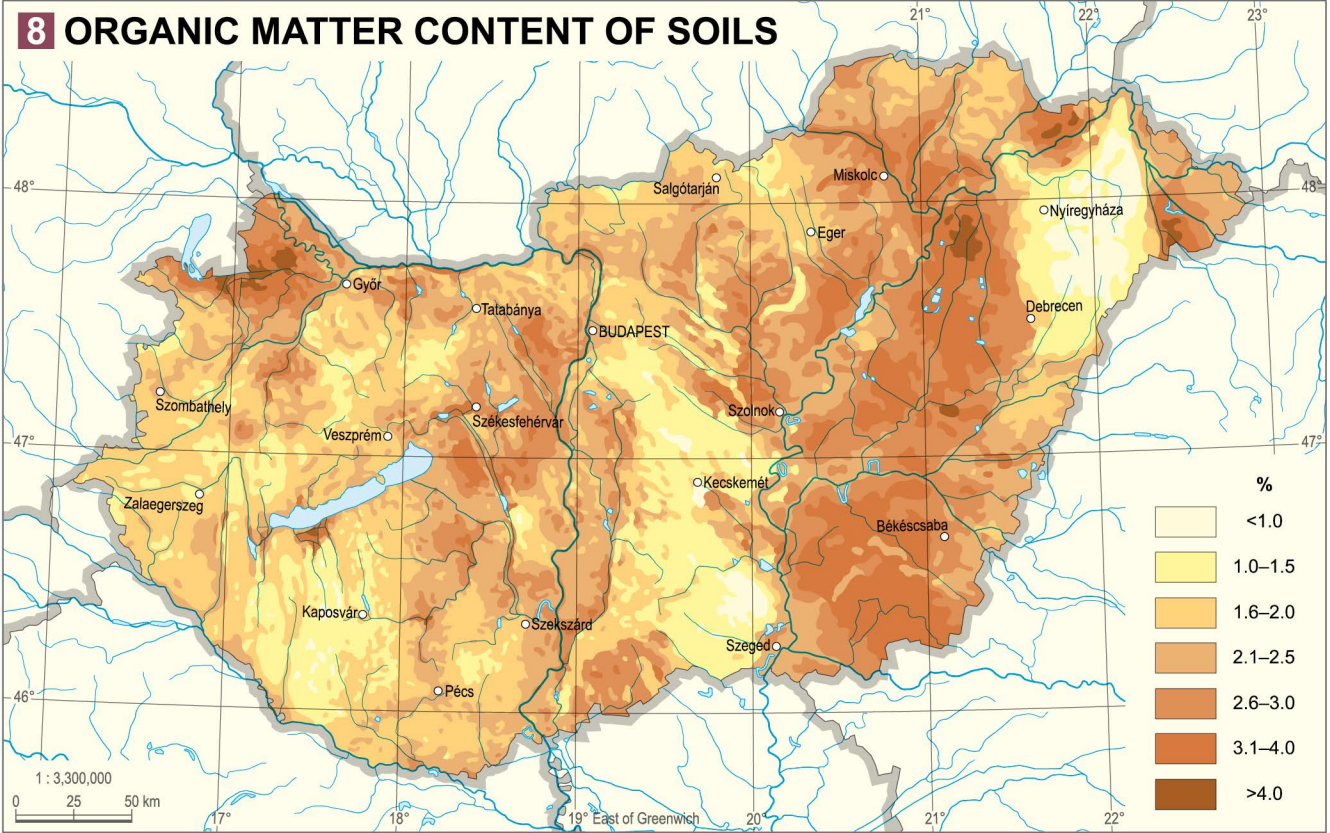 8 ORGANIC MATTER CONTENT OF SOILS
21°
22°
23°
48°
48°
Salgótarján
Miskolc
Nyíregyháza
Eger
Győr
Tatabánya
BUDAPEST
Debrecen
Szombathely
Székesfehérvár
Szolnok
Veszprém
47°
47°
Zalaegerszeg
Kecskemét
Békéscsaba
Kaposvár
Szekszárd
Szeged
Pécs
46°
%
<1.0
1.0–1.5
1.6–2.0
2.1–2.5
2.6–3.0
3.1–4.0
>4.0
1 : 3,300,000
0 25 50 km
17°
18°
19° East of Greenwich
20°
21°
22°